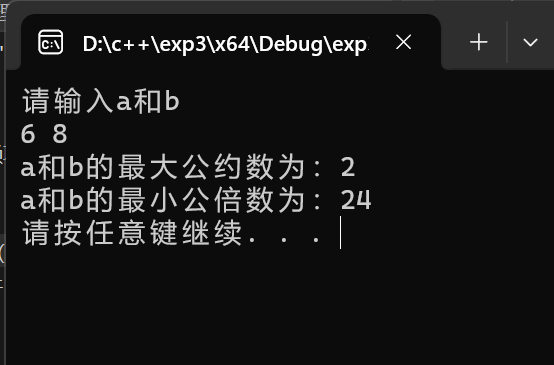 D:\c++\exp3\x64\Debug\exp
请输入a和b
6 8
a和b的最大公约数为：2
a和b的最小公倍数为：24
请按任意键继续. . .